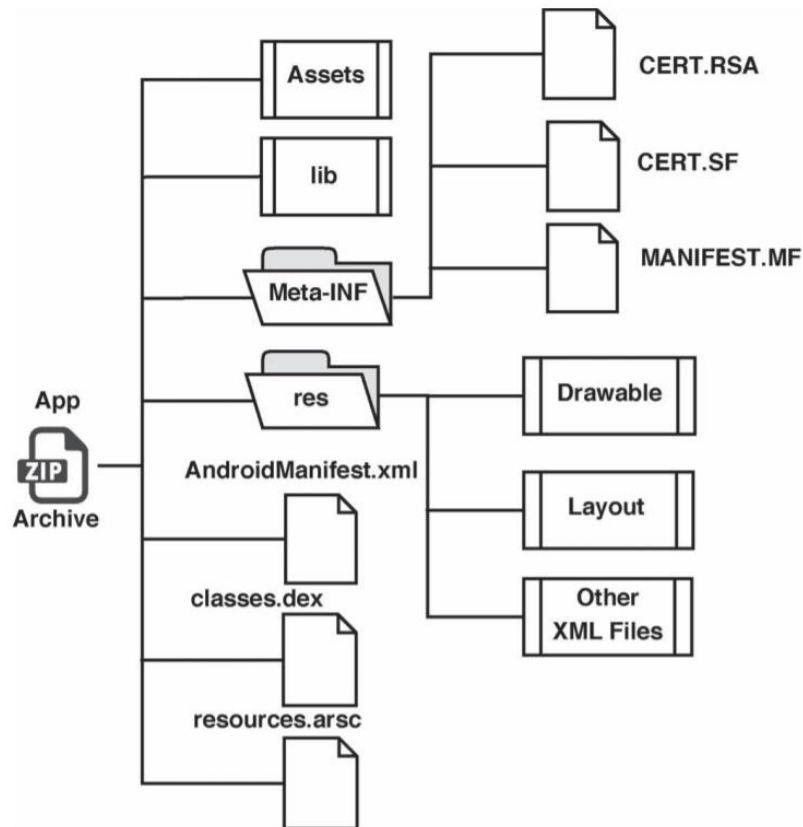 Assets
CERT.RSA
lib
CERT.SF
Meta-INF
MANIFEST.MF
res
Drawable
App
ZIP
Archive
AndroidManifest.xml
Layout
classes.dex
Other
XML Files
resources.arsc